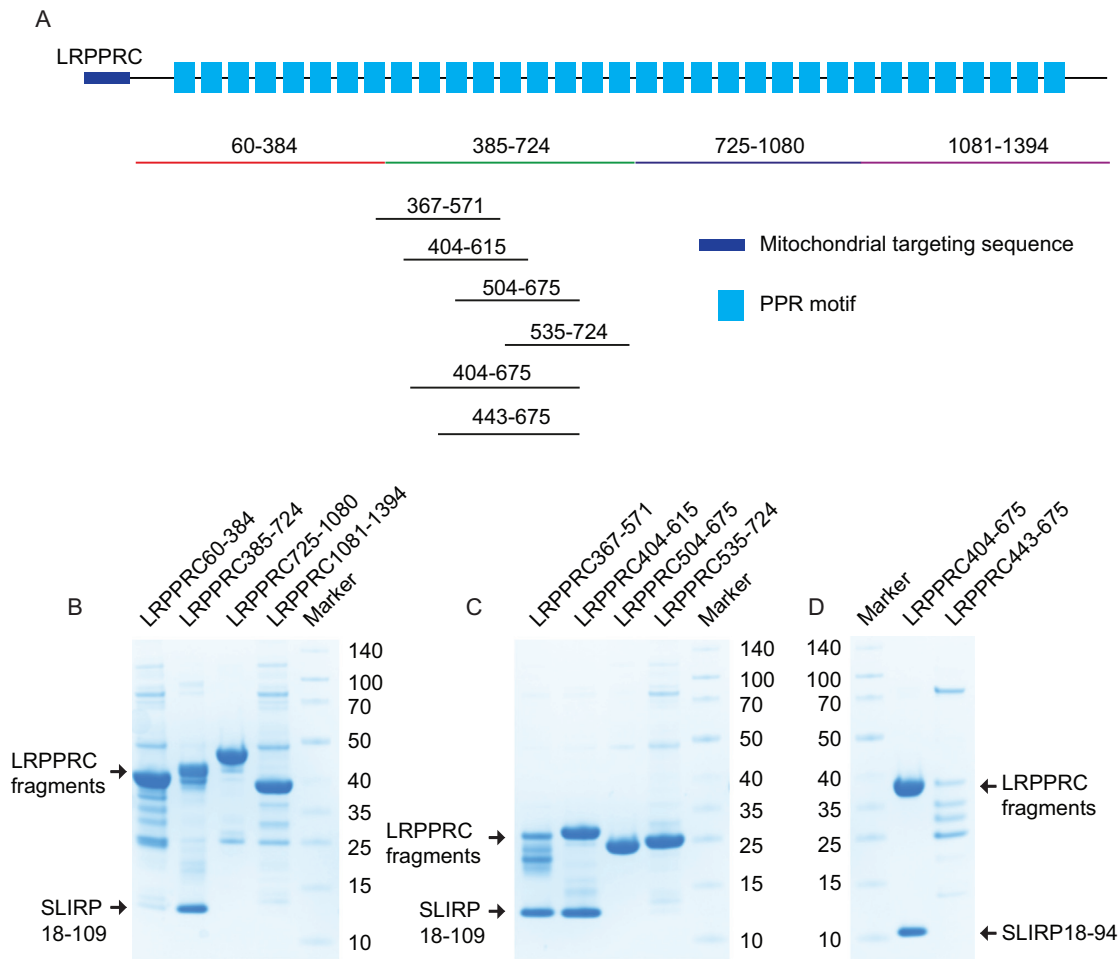 A
LRPPRC
60-384
385-724
725-1080
1081-1394
367-571
404-615
504-675
535-724
404-675
443-675
Mitochondrial targeting sequence
PPR motif
B
LRPPRC60-384
LRPPRC385-724
LRPPRC725-1080
LRPPRC1081-1394
Marker
140
100
70
50
40
35
25
15
10
LRPPRC
fragments
SLIRP
18-109
C
LRPPRC367-571
LRPPRC404-615
LRPPRC504-675
LRPPRC535-724
Marker
140
100
70
50
40
35
25
15
10
LRPPRC
fragments
SLIRP
18-109
D
Marker
LRPPRC404-675
LRPPRC443-675
140
100
70
50
40
35
25
15
10
LRPPRC
fragments
SLIRP18-94